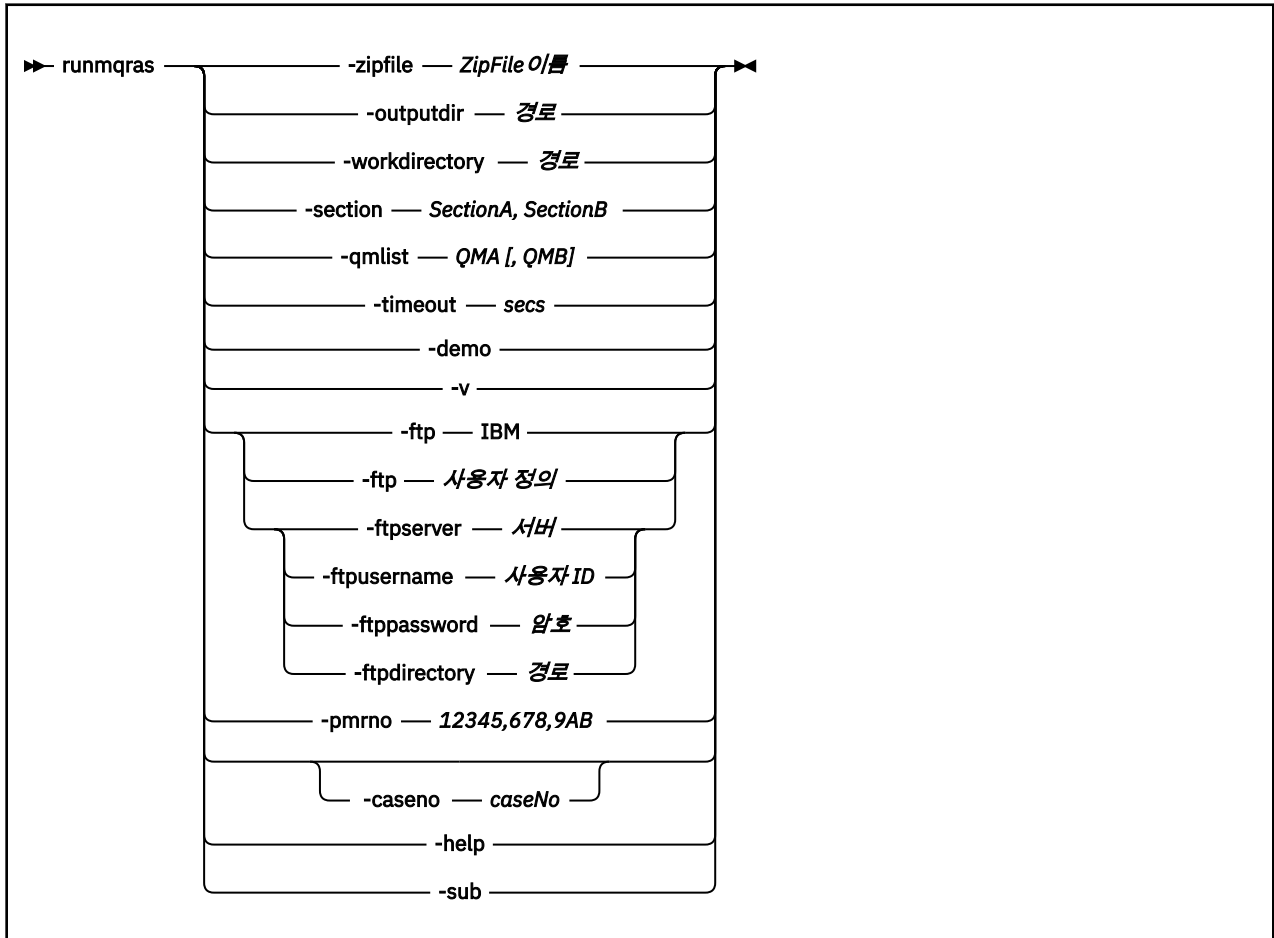 runmqras -zipfile ZipFile 이름
-outputdir 경로
-workdirectory 경로
-section SectionA, SectionB
-qmlist QMA [, QMB]
-timeout secs
-demo
-v
-ftp IBM
-ftp 사용자 정의
-ftpserver 서버
-ftpusername 사용자 ID
-ftppassword 암호
-ftpdirectory 경로
-pmrno 12345,678,9AB
-caseno caseNo
-help
-sub